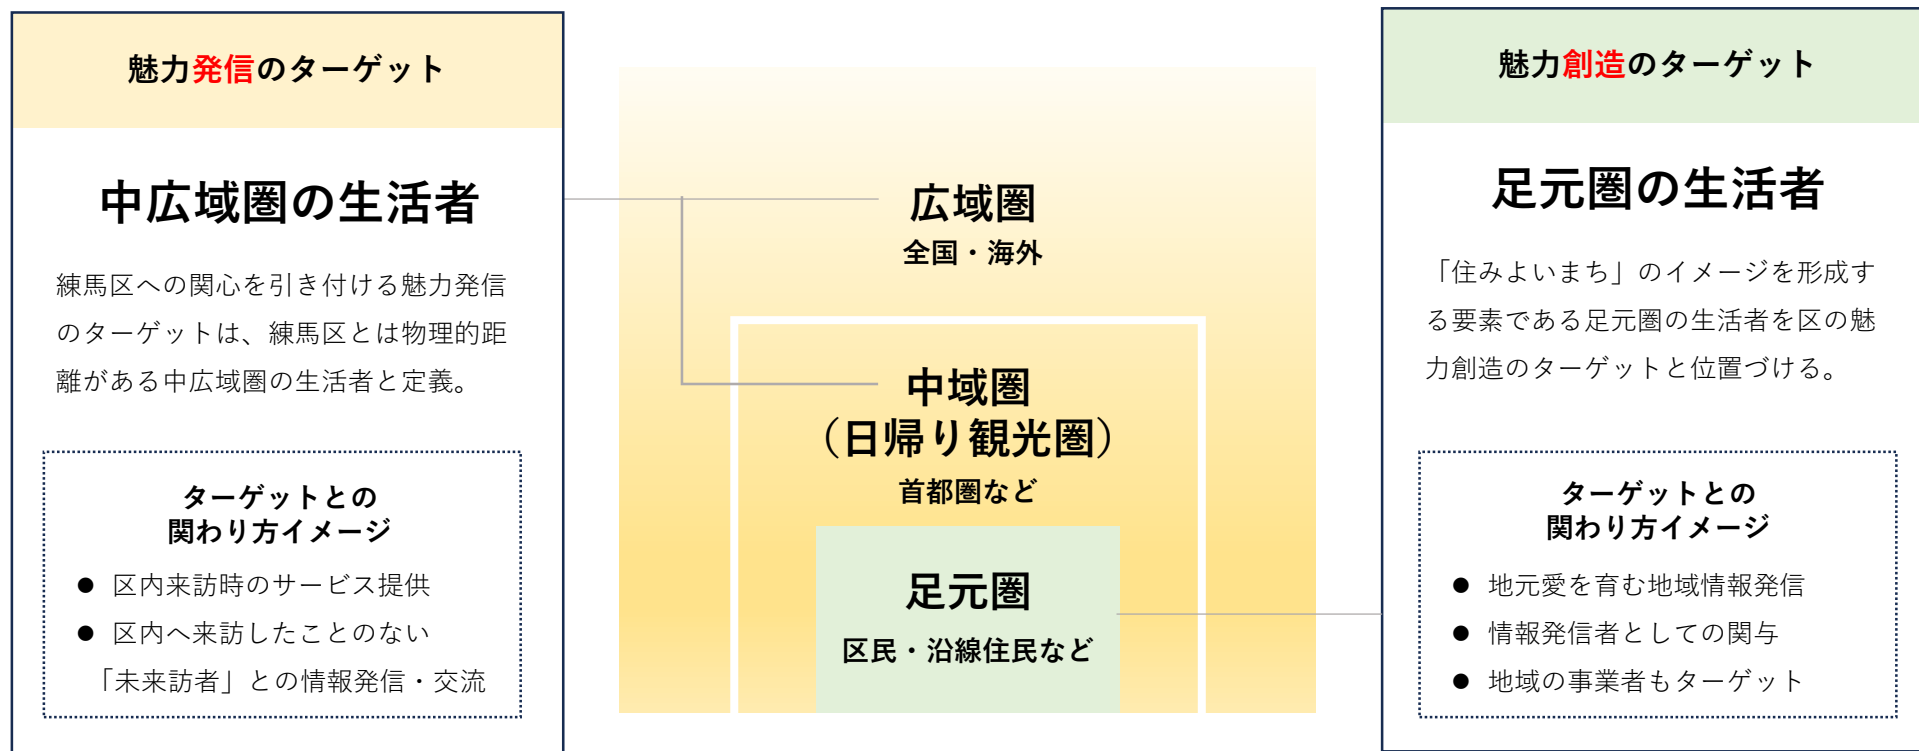 魅力発信のターゲット
中広域圏の生活者
練馬区への関心を引き付ける魅力発信
のターゲットは、練馬区とは物理的距
離がある中広域圏の生活者と定義。
ターゲットとの
関わり方イメージ
● 区内来訪時のサービス提供
● 区内へ来訪したことのない
「未来訪者」との情報発信・交流
広域圏
全国・海外
中域圏
（日帰り観光圏）
首都圏など
足元圏
区民・沿線住民など
魅力創造のターゲット
足元圏の生活者
「住みよいまち」のイメージを形成す
る要素である足元圏の生活者を区の魅
力創造のターゲットと位置づける。
ターゲットとの
関わり方イメージ
● 地元愛を育む地域情報発信
● 情報発信者としての関与
● 地域の事業者もターゲット